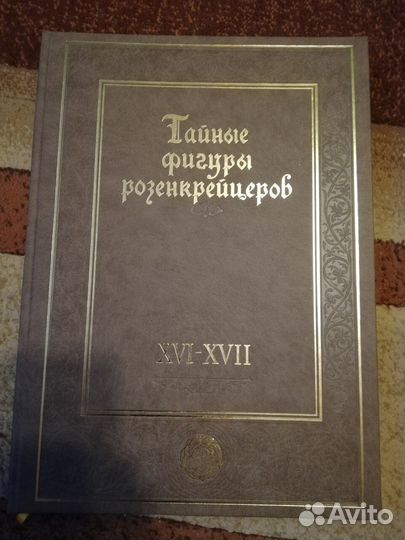 Тайные
фигуры
розенкрейцеров
XVI-XVII
Avito